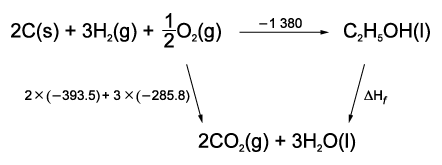 −1 380
2C(s) + 3H₂(g) + 1/2O₂(g) C₂H₅OH(l)
2 × (−393.5) + 3 × (−285.8) ΔH𝑓
2CO₂(g) + 3H₂O(l)